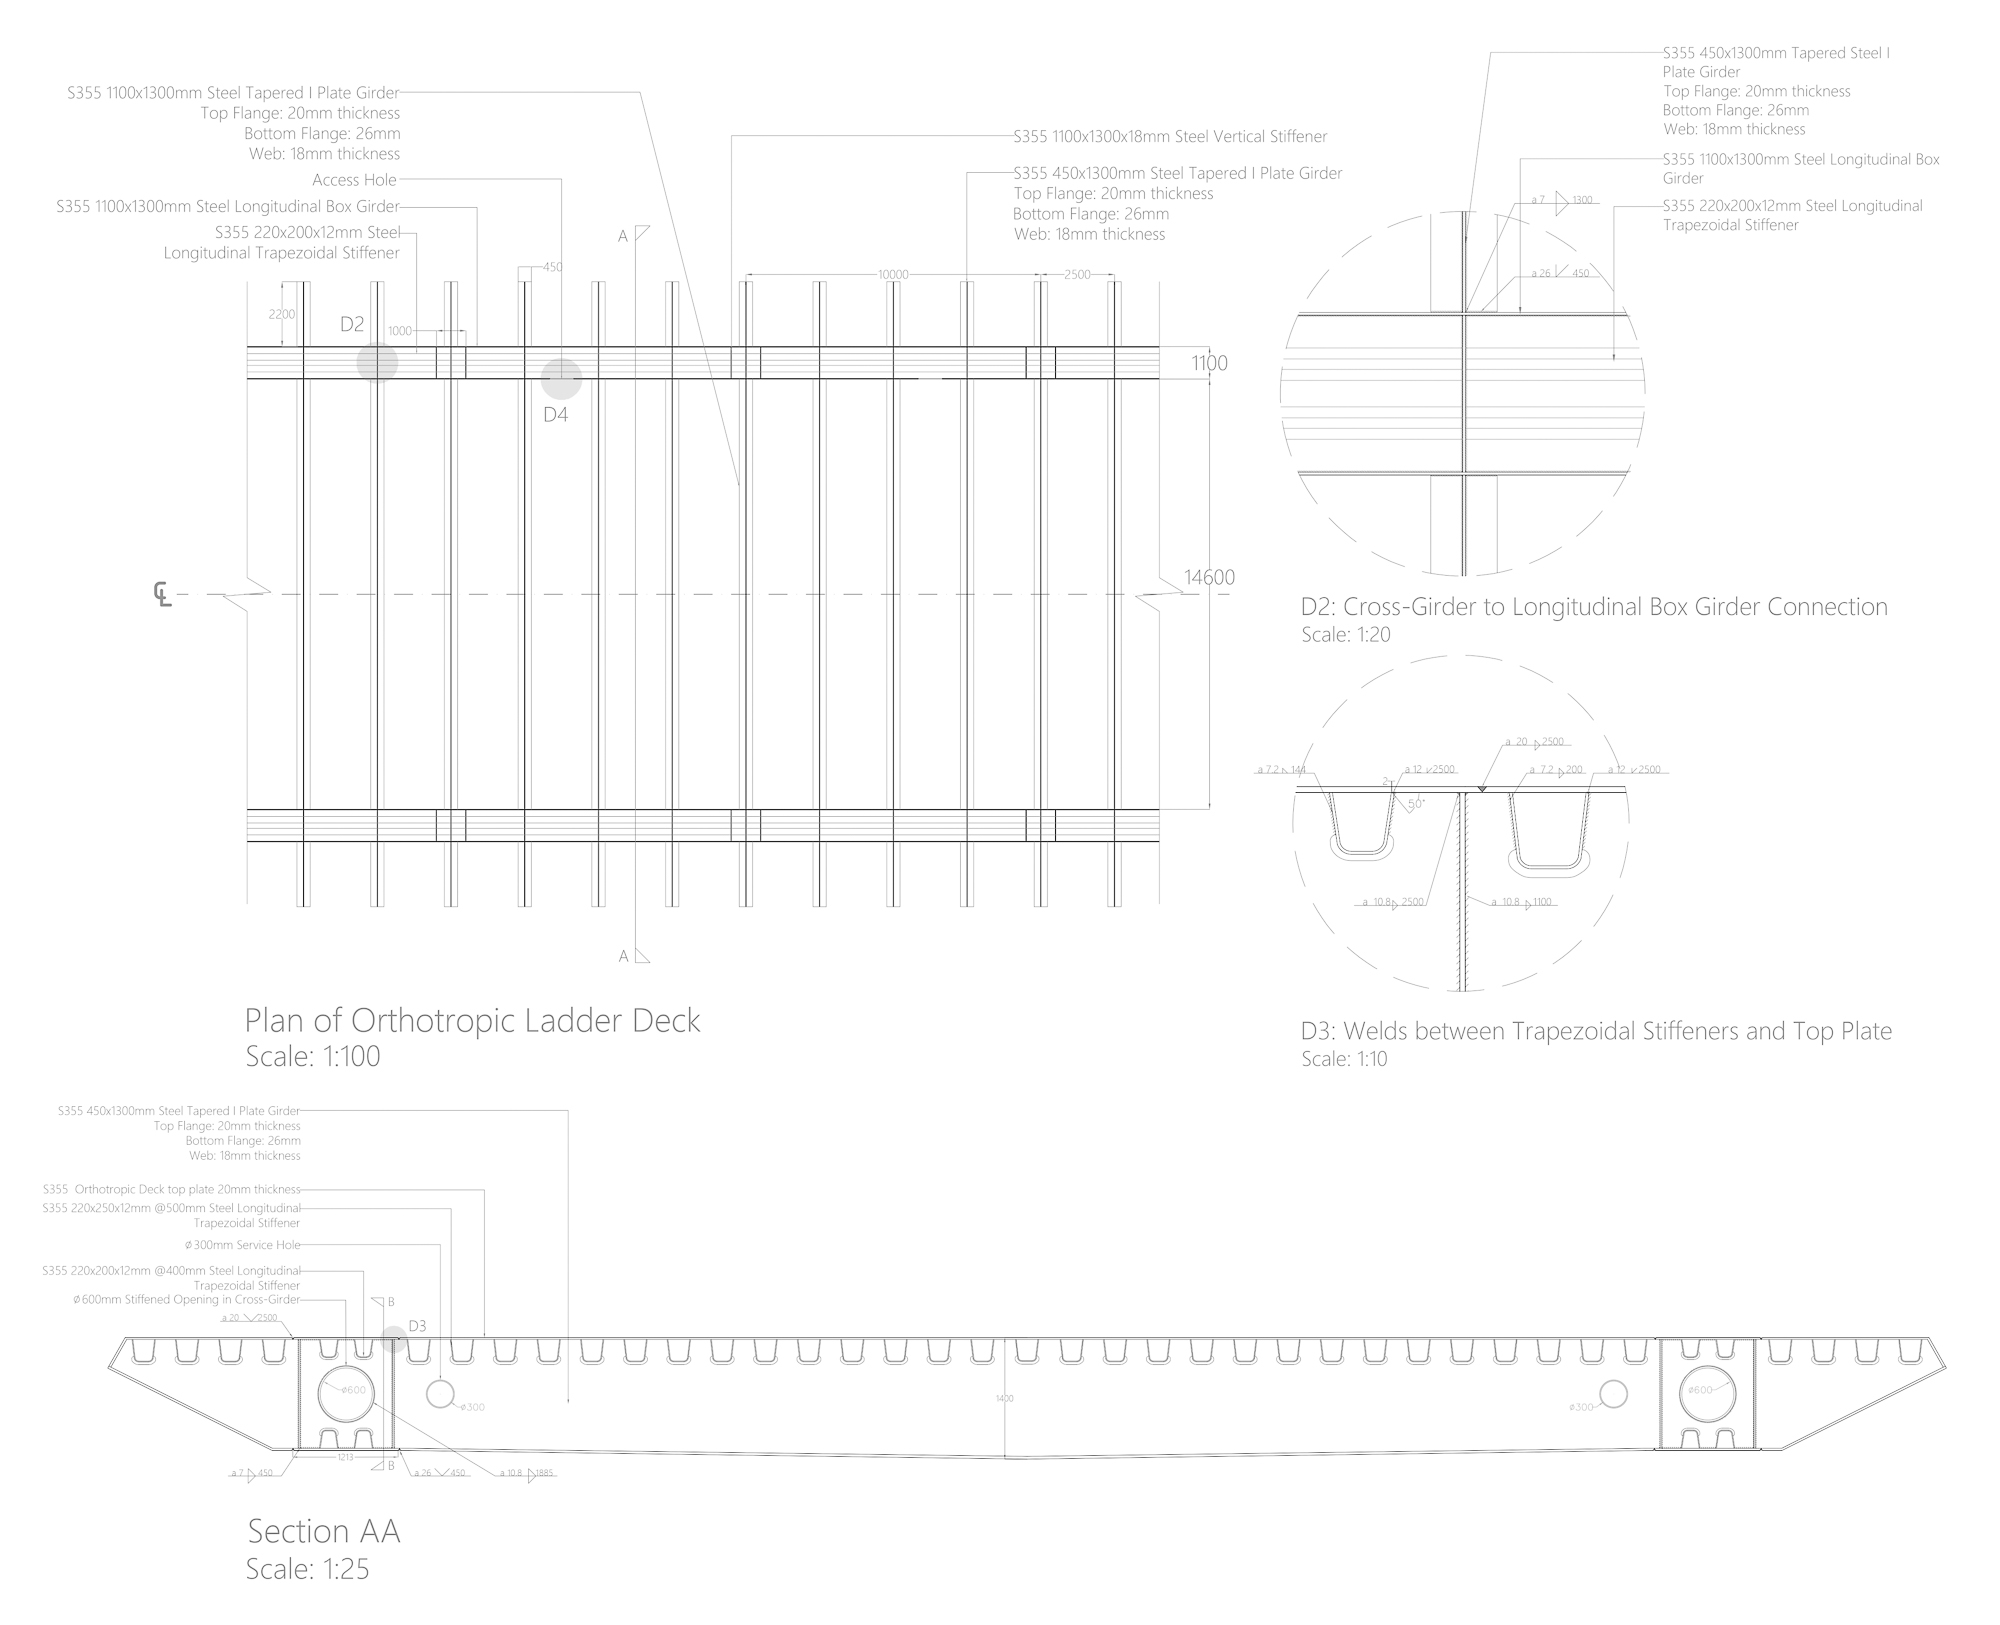 S355 1100x1300mm Steel Tapered I Plate Girder
Top Flange: 20mm thickness
Bottom Flange: 26mm
Web: 18mm thickness
Access Hole
S355 1100x1300mm Steel Longitudinal Box Girder
S355 220x200x12mm Steel
Longitudinal Trapezoidal Stiffener
S355 1100x1300x18mm Steel Vertical Stiffener
S355 450x1300mm Steel Tapered I Plate Girder
Top Flange: 20mm thickness
Bottom Flange: 26mm
Web: 18mm thickness
A
450
10000
2500
2200
D2
1000
1100
D4
14600
CL
A
Plan of Orthotropic Ladder Deck
Scale: 1:100
S355 450x1300mm Tapered Steel I
Plate Girder
Top Flange: 20mm thickness
Bottom Flange: 26mm
Web: 18mm thickness
S355 1100x1300mm Steel Longitudinal Box
Girder
S355 220x200x12mm Steel Longitudinal
Trapezoidal Stiffener
a 7 1300
a 26 450
D2: Cross-Girder to Longitudinal Box Girder Connection
Scale: 1:20
a 20 2500
a 7.2 144
2
a 12 2500
a 7.2 200
a 12 2500
50°
a 10.8 2500
a 10.8 1100
D3: Welds between Trapezoidal Stiffeners and Top Plate
Scale: 1:10
S355 450x1300mm Steel Tapered I Plate Girder
Top Flange: 20mm thickness
Bottom Flange: 26mm
Web: 18mm thickness
S355 Orthotropic Deck top plate 20mm thickness
S355 220x250x12mm @500mm Steel Longitudinal
Trapezoidal Stiffener
Ø300mm Service Hole
S355 220x200x12mm @400mm Steel Longitudinal
Trapezoidal Stiffener
Ø600mm Stiffened Opening in Cross-Girder
B
a 20 2500
D3
Ø600
Ø300
1400
Ø300
Ø600
1213
B
a 7 450
a 26 450
a 10.8 1885
Section AA
Scale: 1:25